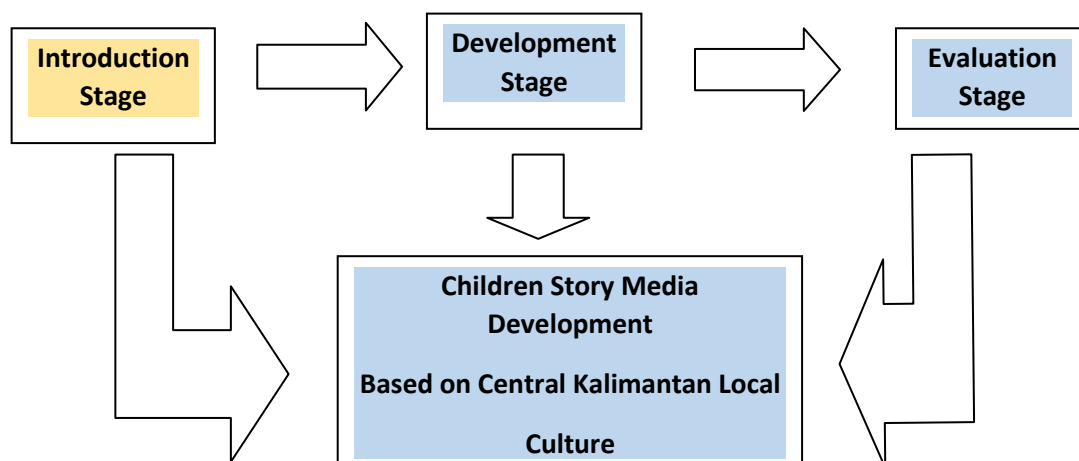 Introduction
Stage
Development
Stage
Evaluation
Stage
Children Story Media
Development
Based on Central Kalimantan Local
Culture